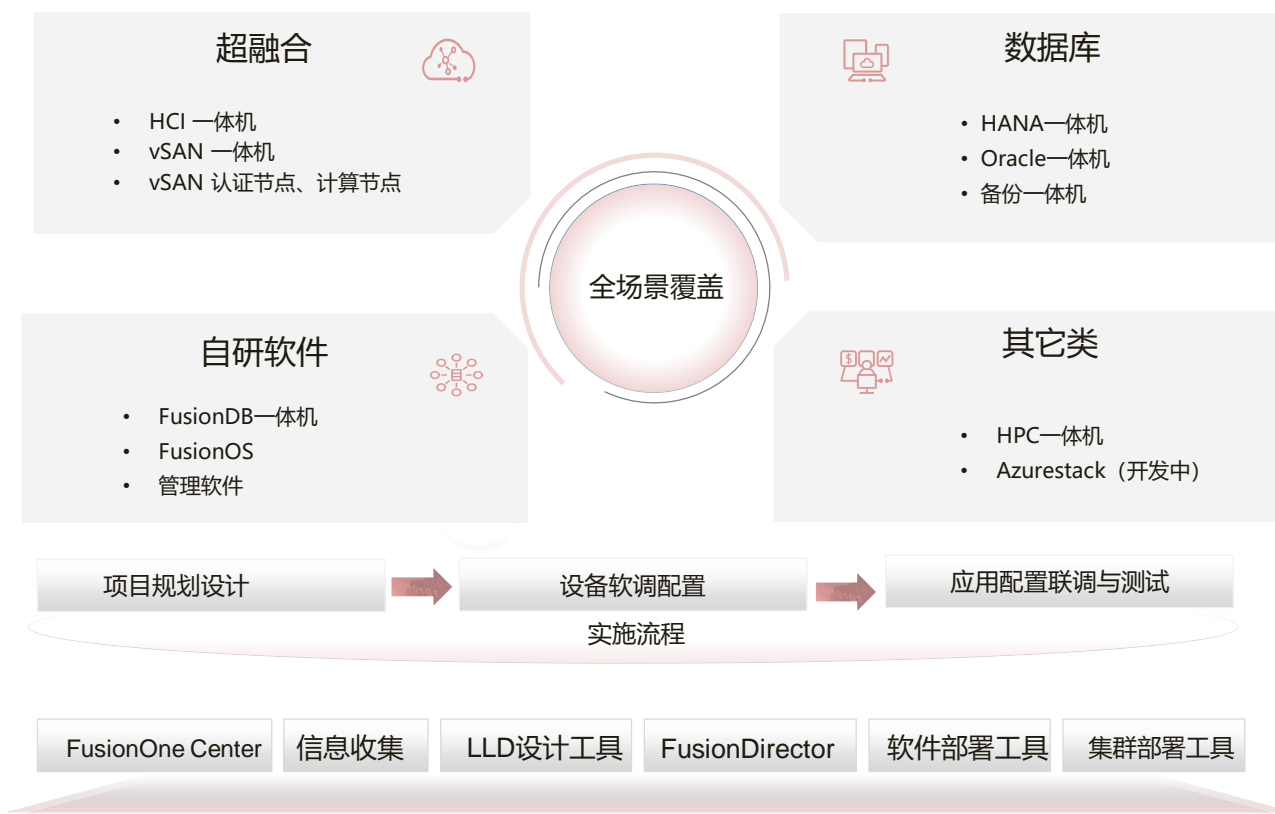 超融合
• HCI 一体机
• vSAN 一体机
• vSAN 认证节点、计算节点
数据库
• HANA一体机
• Oracle一体机
• 备份一体机
全场景覆盖
自研软件
• FusionDB一体机
• FusionOS
• 管理软件
其它类
• HPC一体机
• Azurestack（开发中）
项目规划设计
设备软调配置
应用配置联调与测试
实施流程
FusionOne Center
信息收集
LLD设计工具
FusionDirector
软件部署工具
集群部署工具